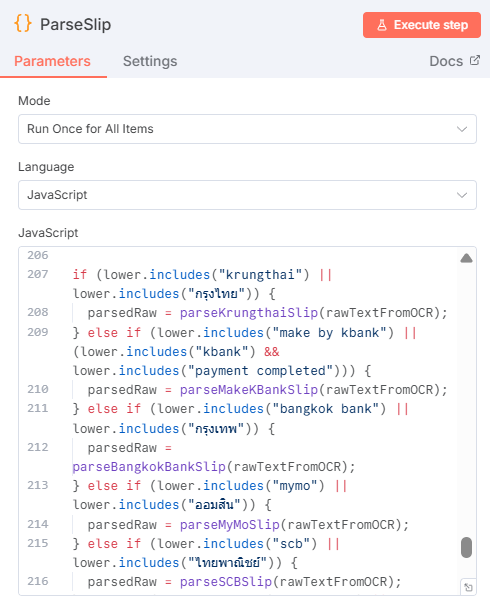 {} ParseSlip
Execute step
Parameters
Settings
Docs
Mode
Run Once for All Items
Language
JavaScript
JavaScript
206
207 if (lower.includes("krungthai") ||
lower.includes("กรุงไทย")) {
208 parsedRaw = parseKrungthaiSlip(rawTextFromOCR);
209 } else if (lower.includes("make by kbank") ||
(lower.includes("kbank") &&
lower.includes("payment completed"))) {
210 parsedRaw = parseMakeKBankSlip(rawTextFromOCR);
211 } else if (lower.includes("bangkok bank") ||
lower.includes("กรุงเทพ")) {
212 parsedRaw =
parseBangkokBankSlip(rawTextFromOCR);
213 } else if (lower.includes("mymo") ||
lower.includes("ออมสิน")) {
214 parsedRaw = parseMyMoSlip(rawTextFromOCR);
215 } else if (lower.includes("scb") ||
lower.includes("ไทยพาณิชย์")) {
216 parsedRaw = parseSCBSlip(rawTextFromOCR);